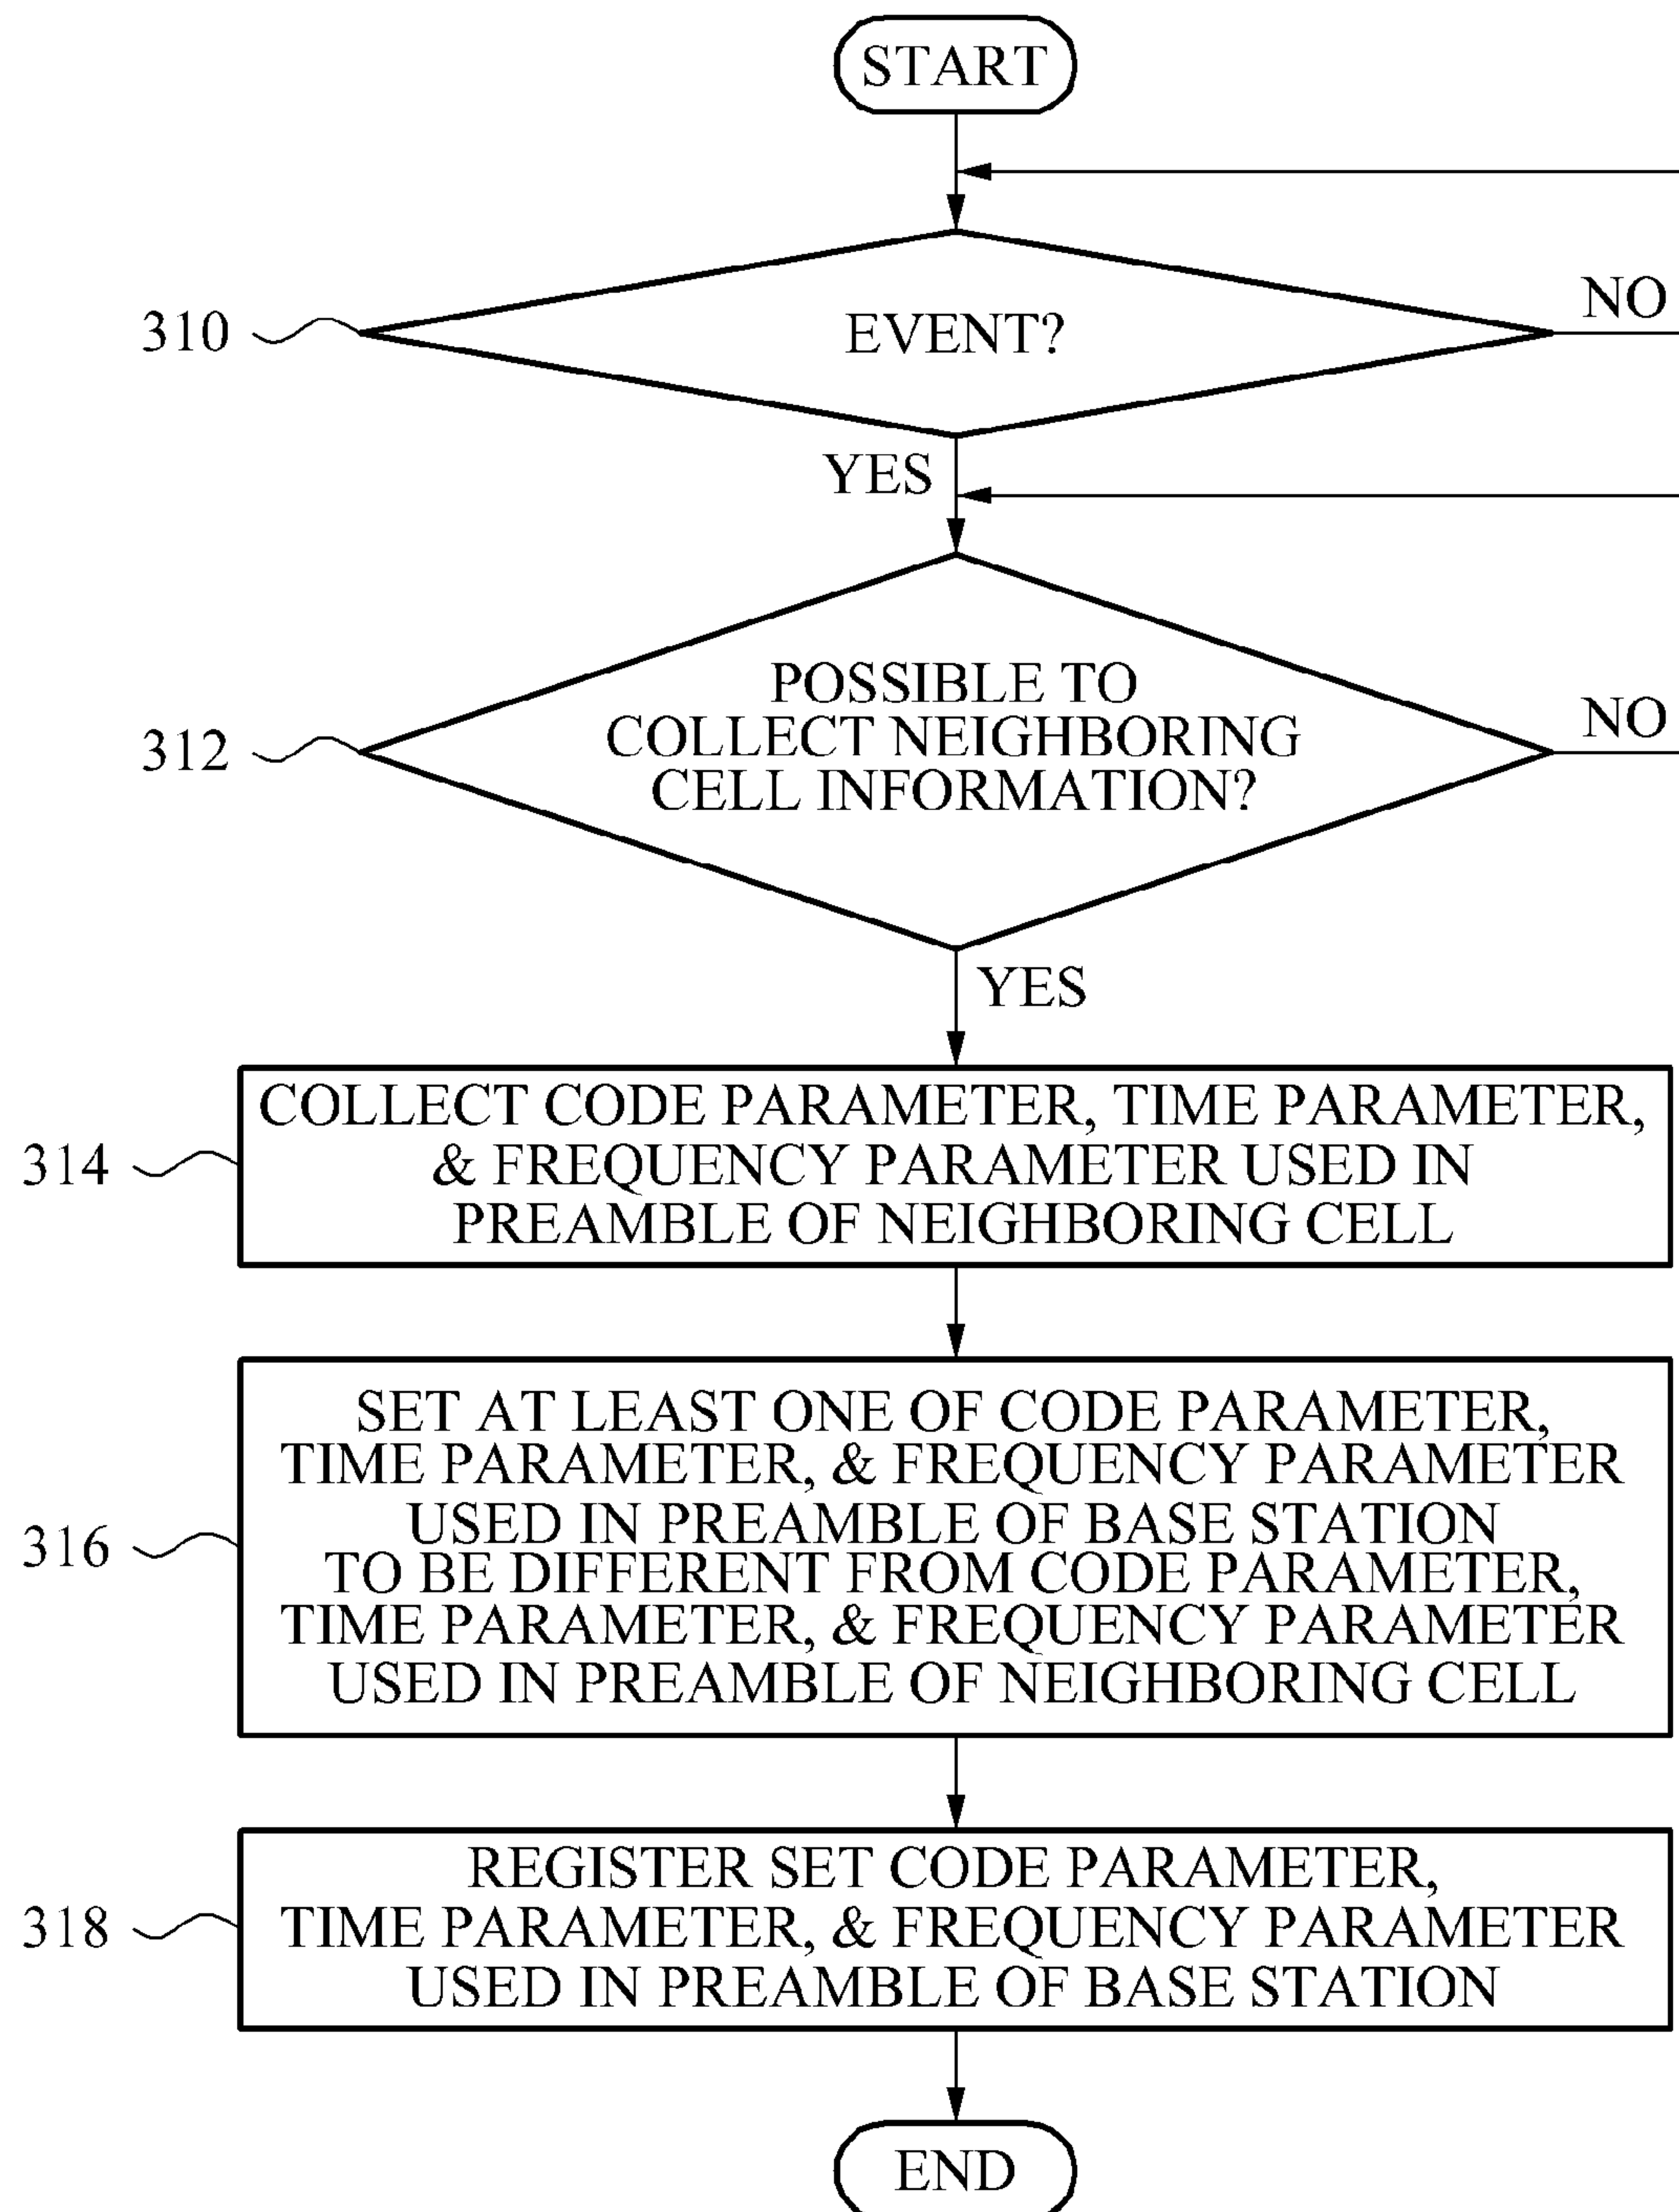 START
310
EVENT?
NO
YES
312
POSSIBLE TO
COLLECT NEIGHBORING
CELL INFORMATION?
NO
YES
314
COLLECT CODE PARAMETER, TIME PARAMETER,
& FREQUENCY PARAMETER USED IN
PREAMBLE OF NEIGHBORING CELL
316
SET AT LEAST ONE OF CODE PARAMETER,
TIME PARAMETER, & FREQUENCY PARAMETER
USED IN PREAMBLE OF BASE STATION
TO BE DIFFERENT FROM CODE PARAMETER,
TIME PARAMETER, & FREQUENCY PARAMETER
USED IN PREAMBLE OF NEIGHBORING CELL
318
REGISTER SET CODE PARAMETER,
TIME PARAMETER, & FREQUENCY PARAMETER
USED IN PREAMBLE OF BASE STATION
END